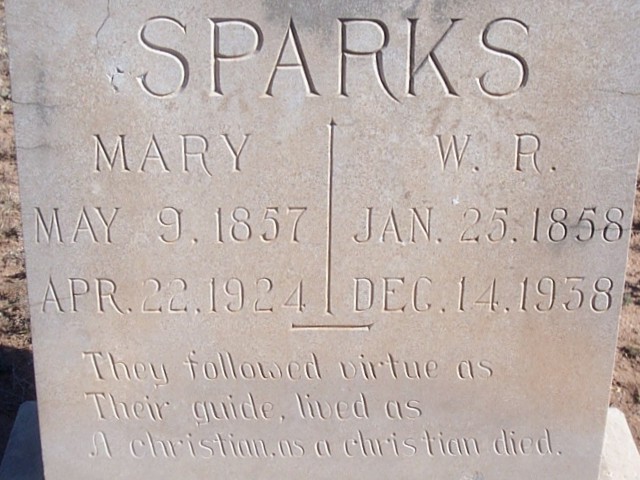 SPARKS
MARY
MAY 9, 1857
APR. 22, 1924
W. R.
JAN. 25, 1858
DEC. 14, 1938
They followed virtue as
Their guide, lived as
A christian, as a christian died.